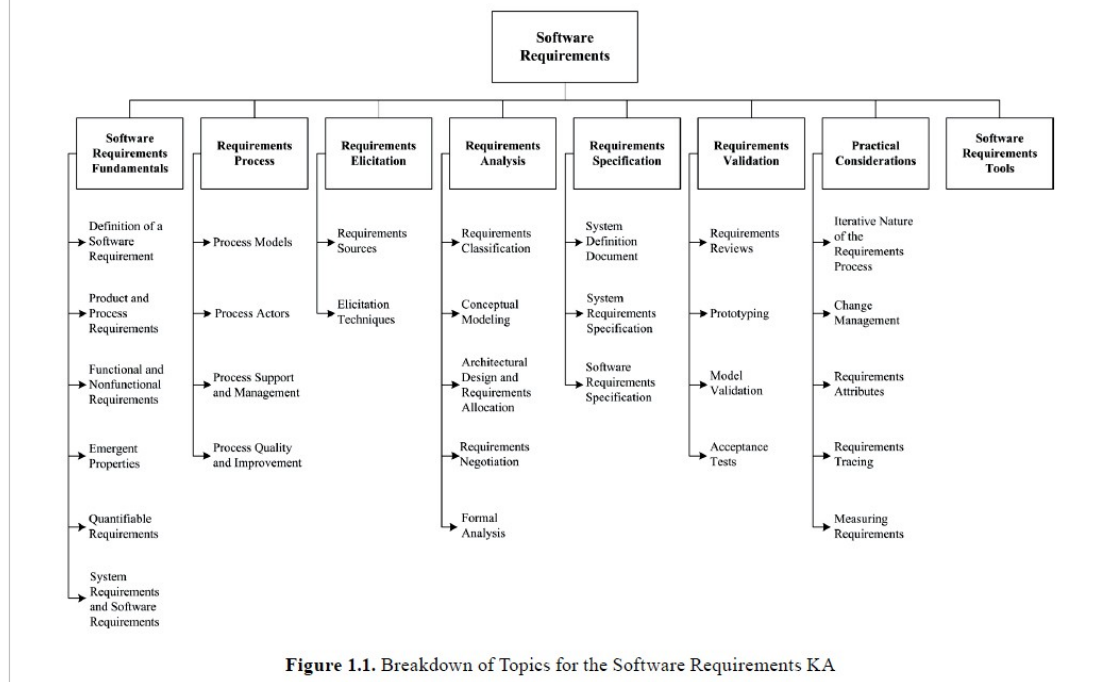 Software
Requirements
Software
Requirements
Fundamentals
Requirements
Process
Requirements
Elicitation
Requirements
Analysis
Requirements
Specification
Requirements
Validation
Practical
Considerations
Software
Requirements
Tools
Definition of a
Software
Requirement
Product and
Process
Requirements
Functional and
Nonfunctional
Requirements
Emergent
Properties
Quantifiable
Requirements
System
Requirements
and Software
Requirements
Process Models
Process Actors
Process Support
and Management
Process Quality
and Improvement
Requirements
Sources
Elicitation
Techniques
Requirements
Classification
Conceptual
Modeling
Architectural
Design and
Requirements
Allocation
Requirements
Negotiation
Formal
Analysis
System
Definition
Document
System
Requirements
Specification
Software
Requirements
Specification
Requirements
Reviews
Prototyping
Model
Validation
Acceptance
Tests
Iterative Nature
of the
Requirements
Process
Change
Management
Requirements
Attributes
Requirements
Tracing
Measuring
Requirements
Figure 1.1. Breakdown of Topics for the Software Requirements KA